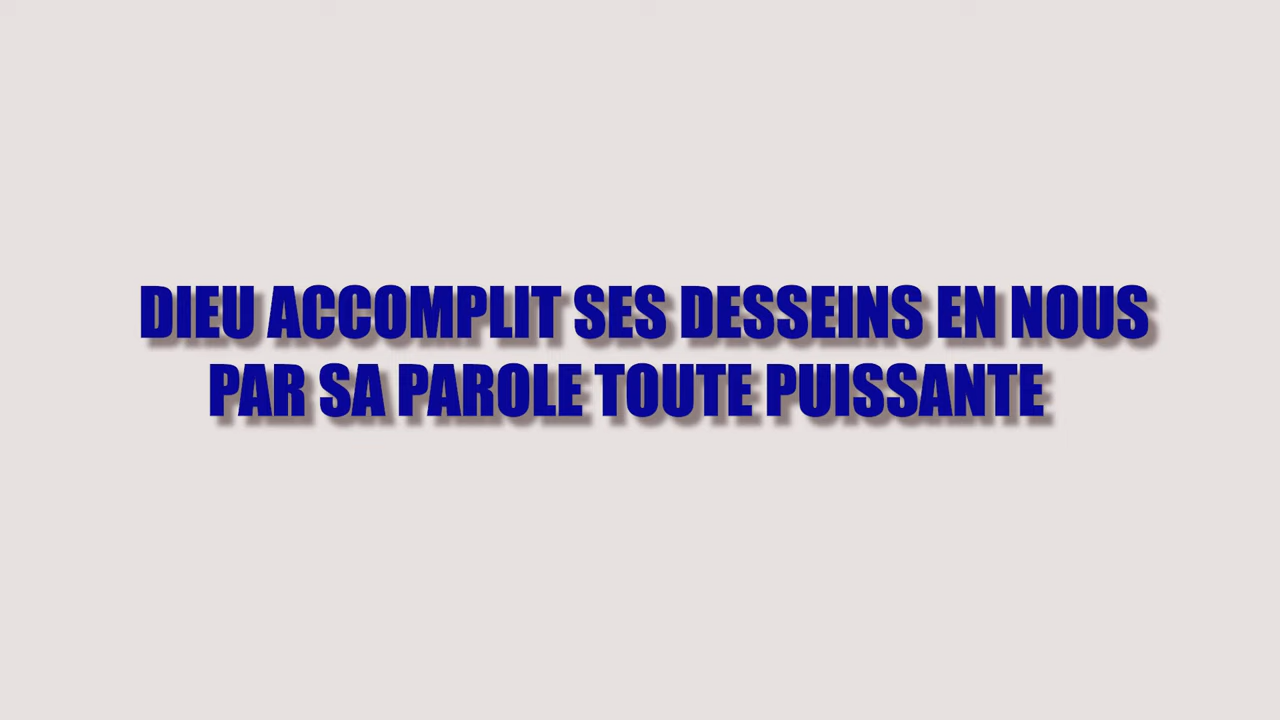 DIEU ACCOMPLIT SES DESSEINS EN NOUS
PAR SA PAROLE TOUTE PUISSANTE